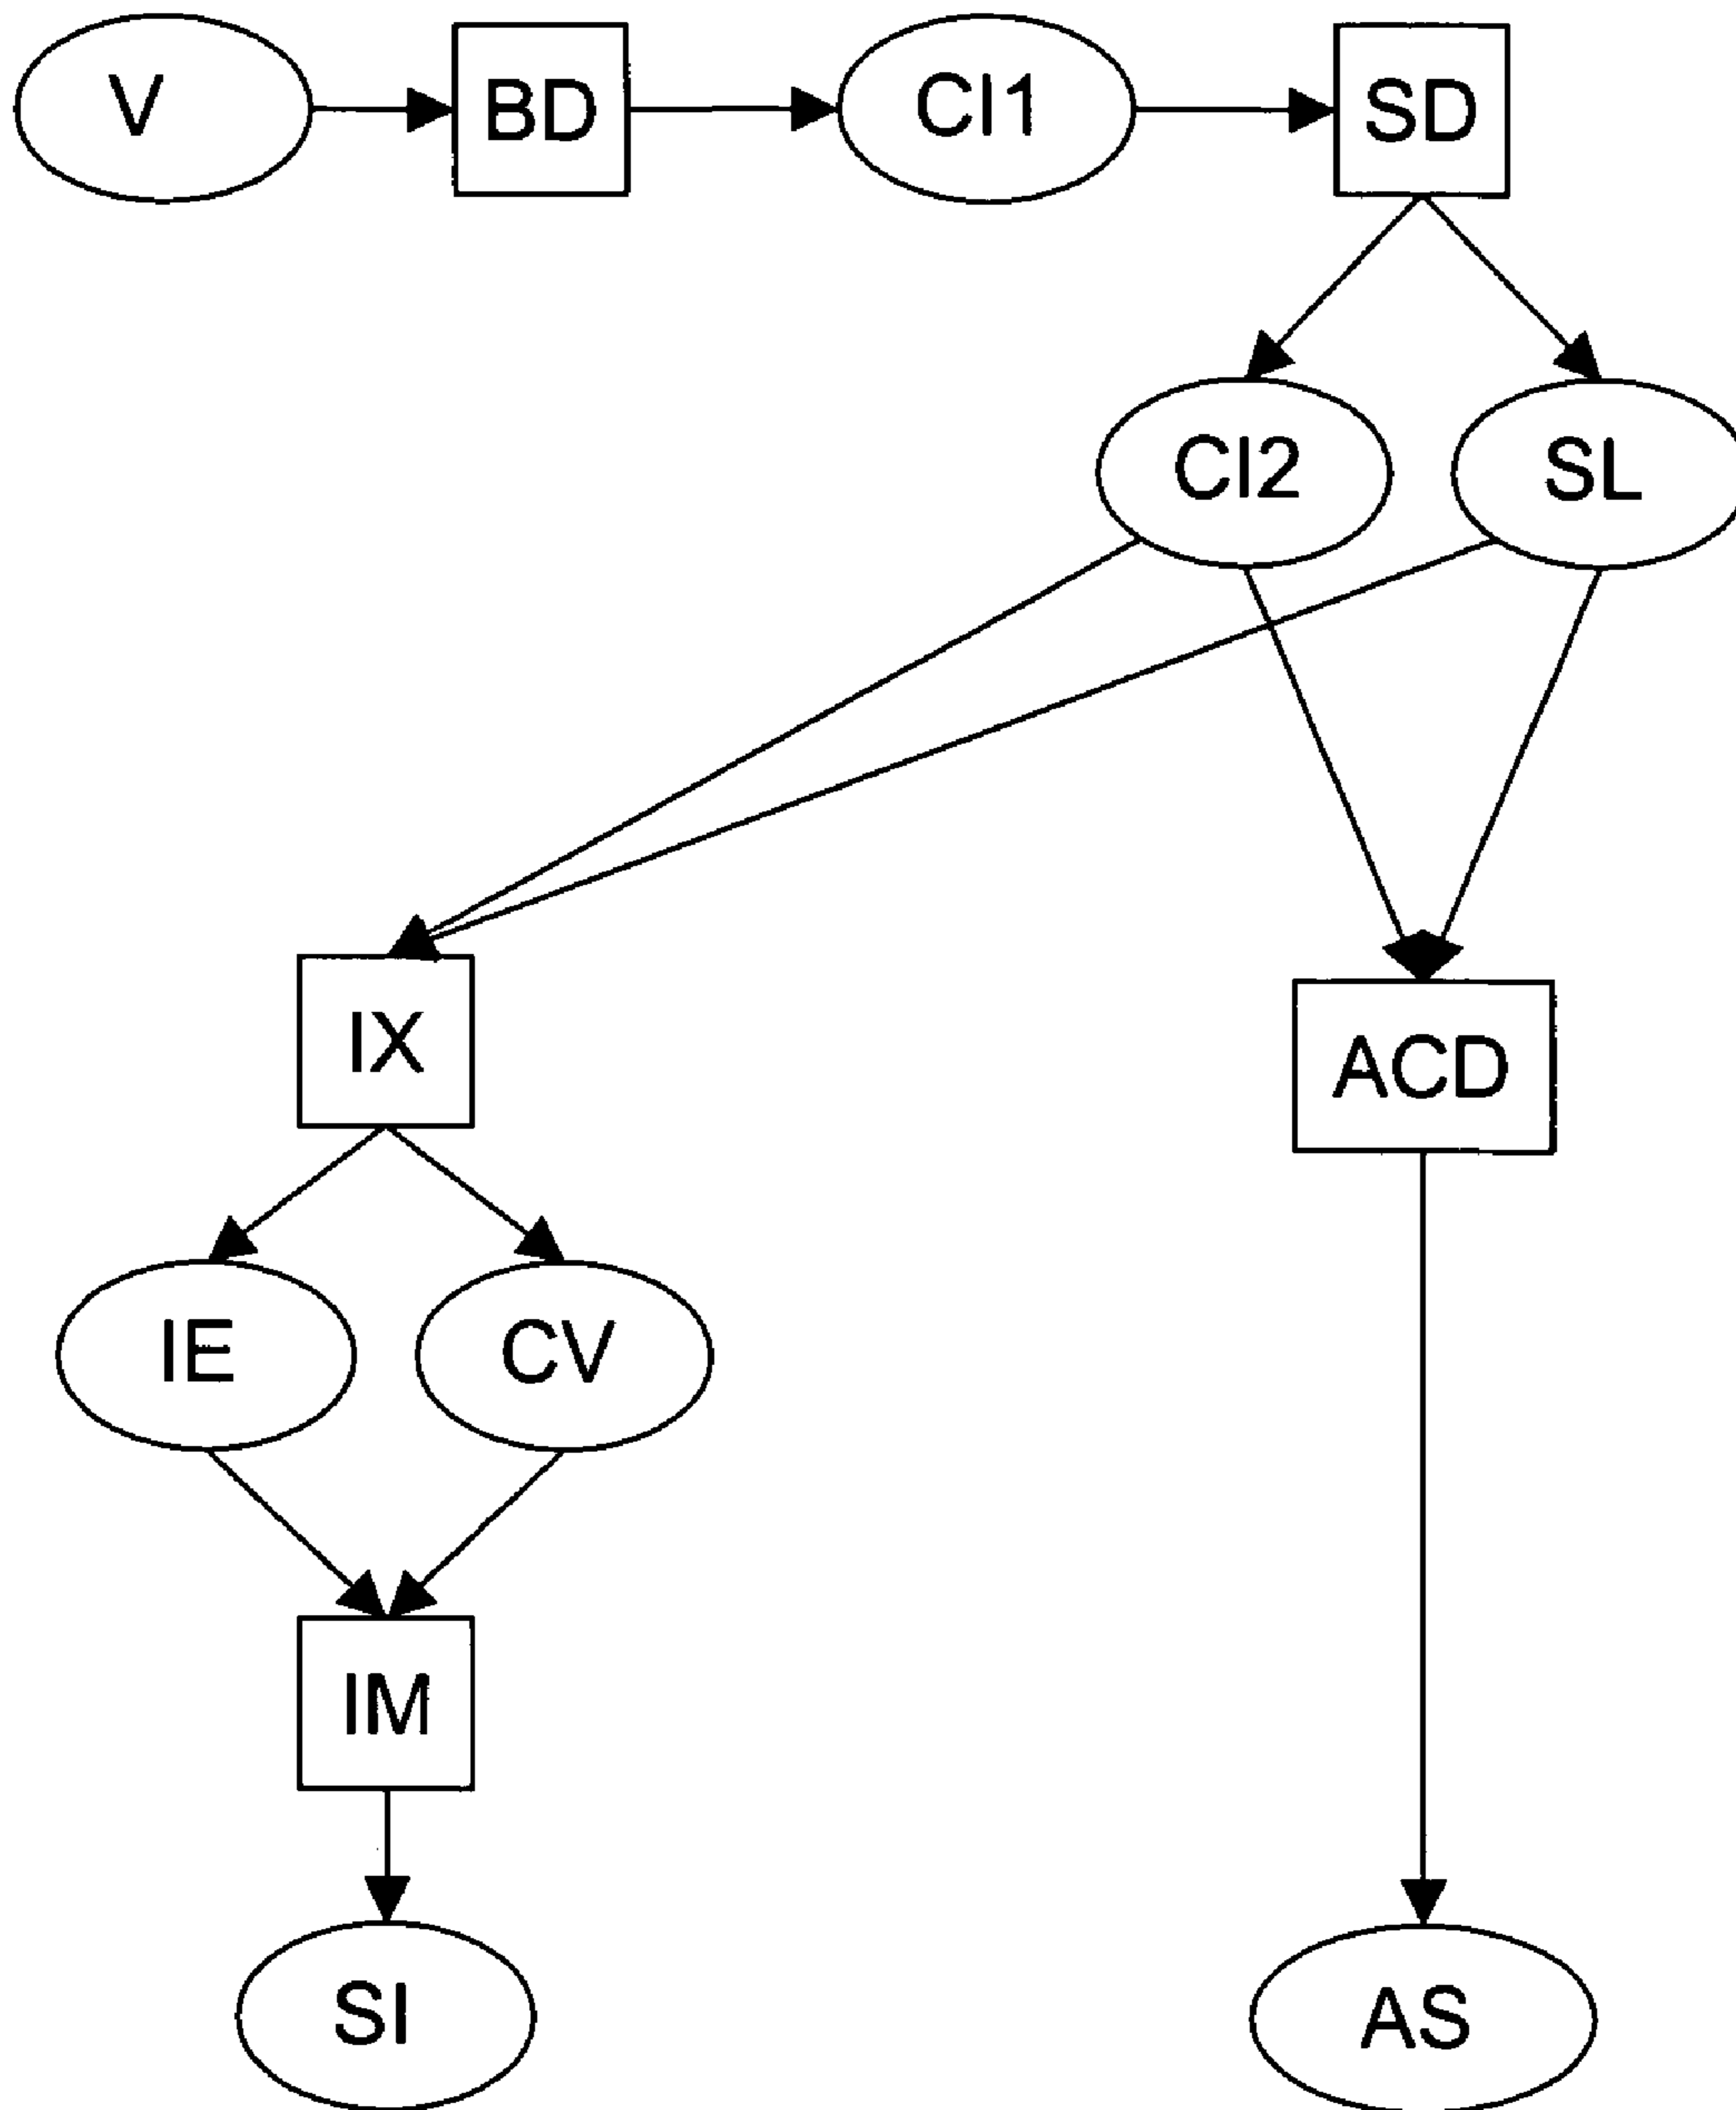 V BD CI1 SD
CI2 SL
IX ACD
IE CV
IM
SI AS